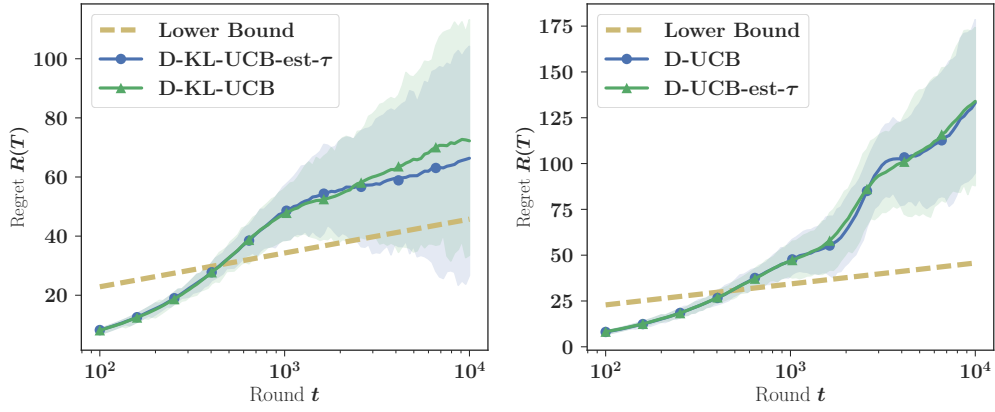 Lower Bound
D-KL-UCB-est-τ
D-KL-UCB
100
80
60
40
20
Regret R(T)
10²
10³
10⁴
Round t
Lower Bound
D-UCB
D-UCB-est-τ
175
150
125
100
75
50
25
0
Regret R(T)
10²
10³
10⁴
Round t